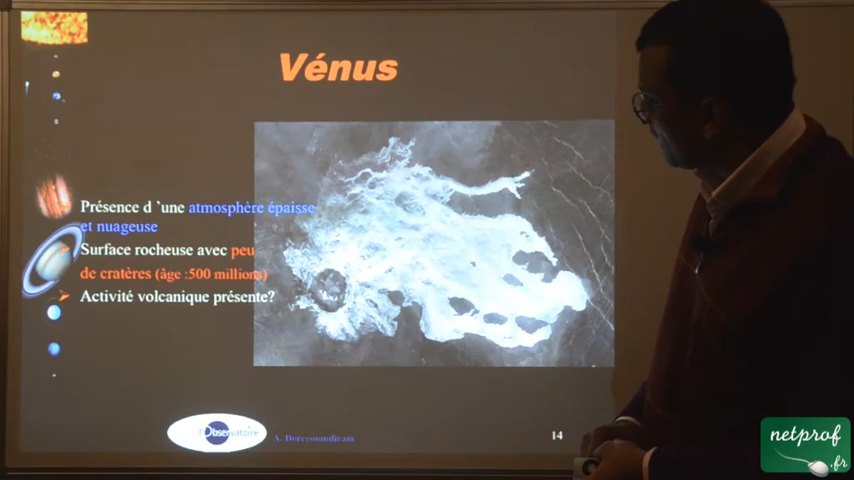 Vénus
Présence d 'une atmosphère épaisse
et nuageuse
Surface rocheuse avec peu
de cratères (âge :500 millions)
Activité volcanique présente?
l'Observatoire
A. Doressoundiram
14
netprof
.fr